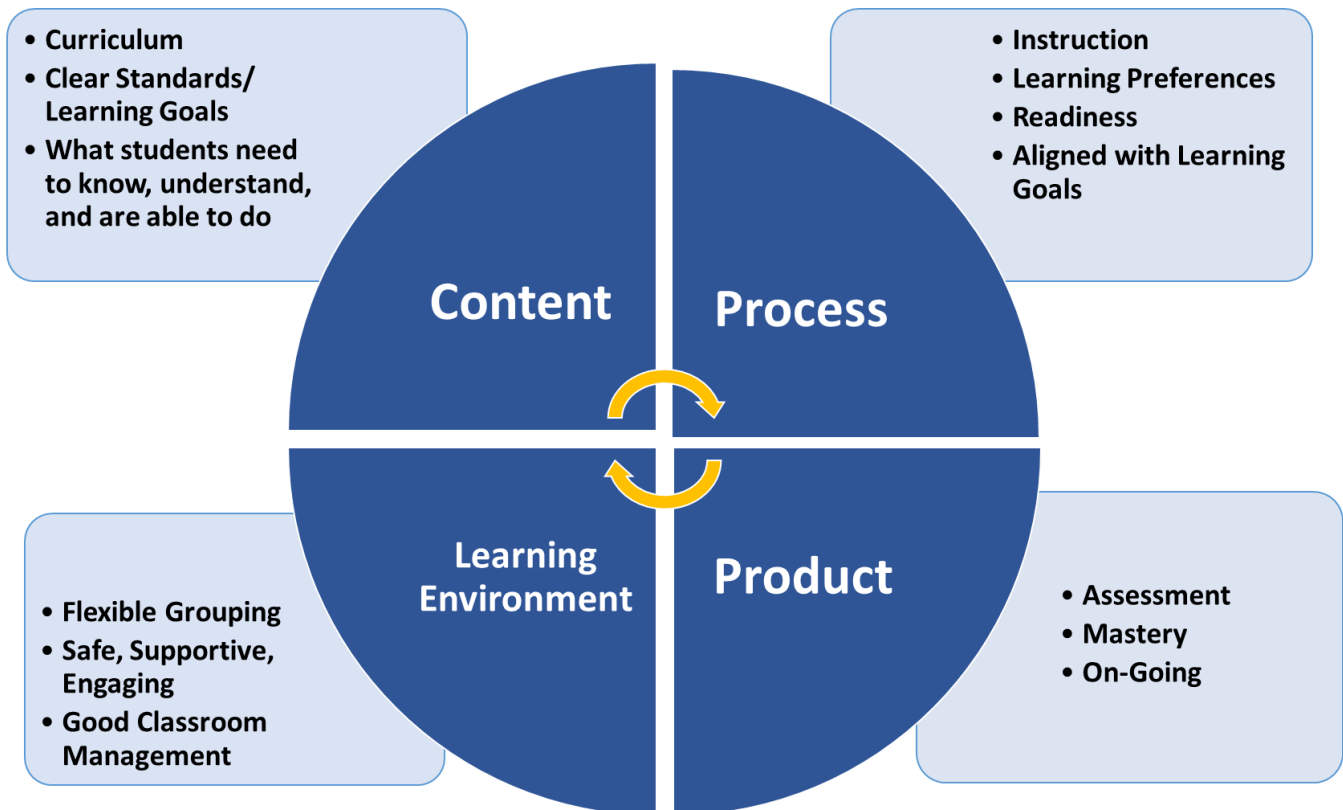 • Curriculum
• Clear Standards/
Learning Goals
• What students need
to know, understand,
and are able to do
Content
• Instruction
• Learning Preferences
• Readiness
• Aligned with Learning
Goals
Process
Learning
Environment
• Flexible Grouping
• Safe, Supportive,
Engaging
• Good Classroom
Management
Product
• Assessment
• Mastery
• On-Going